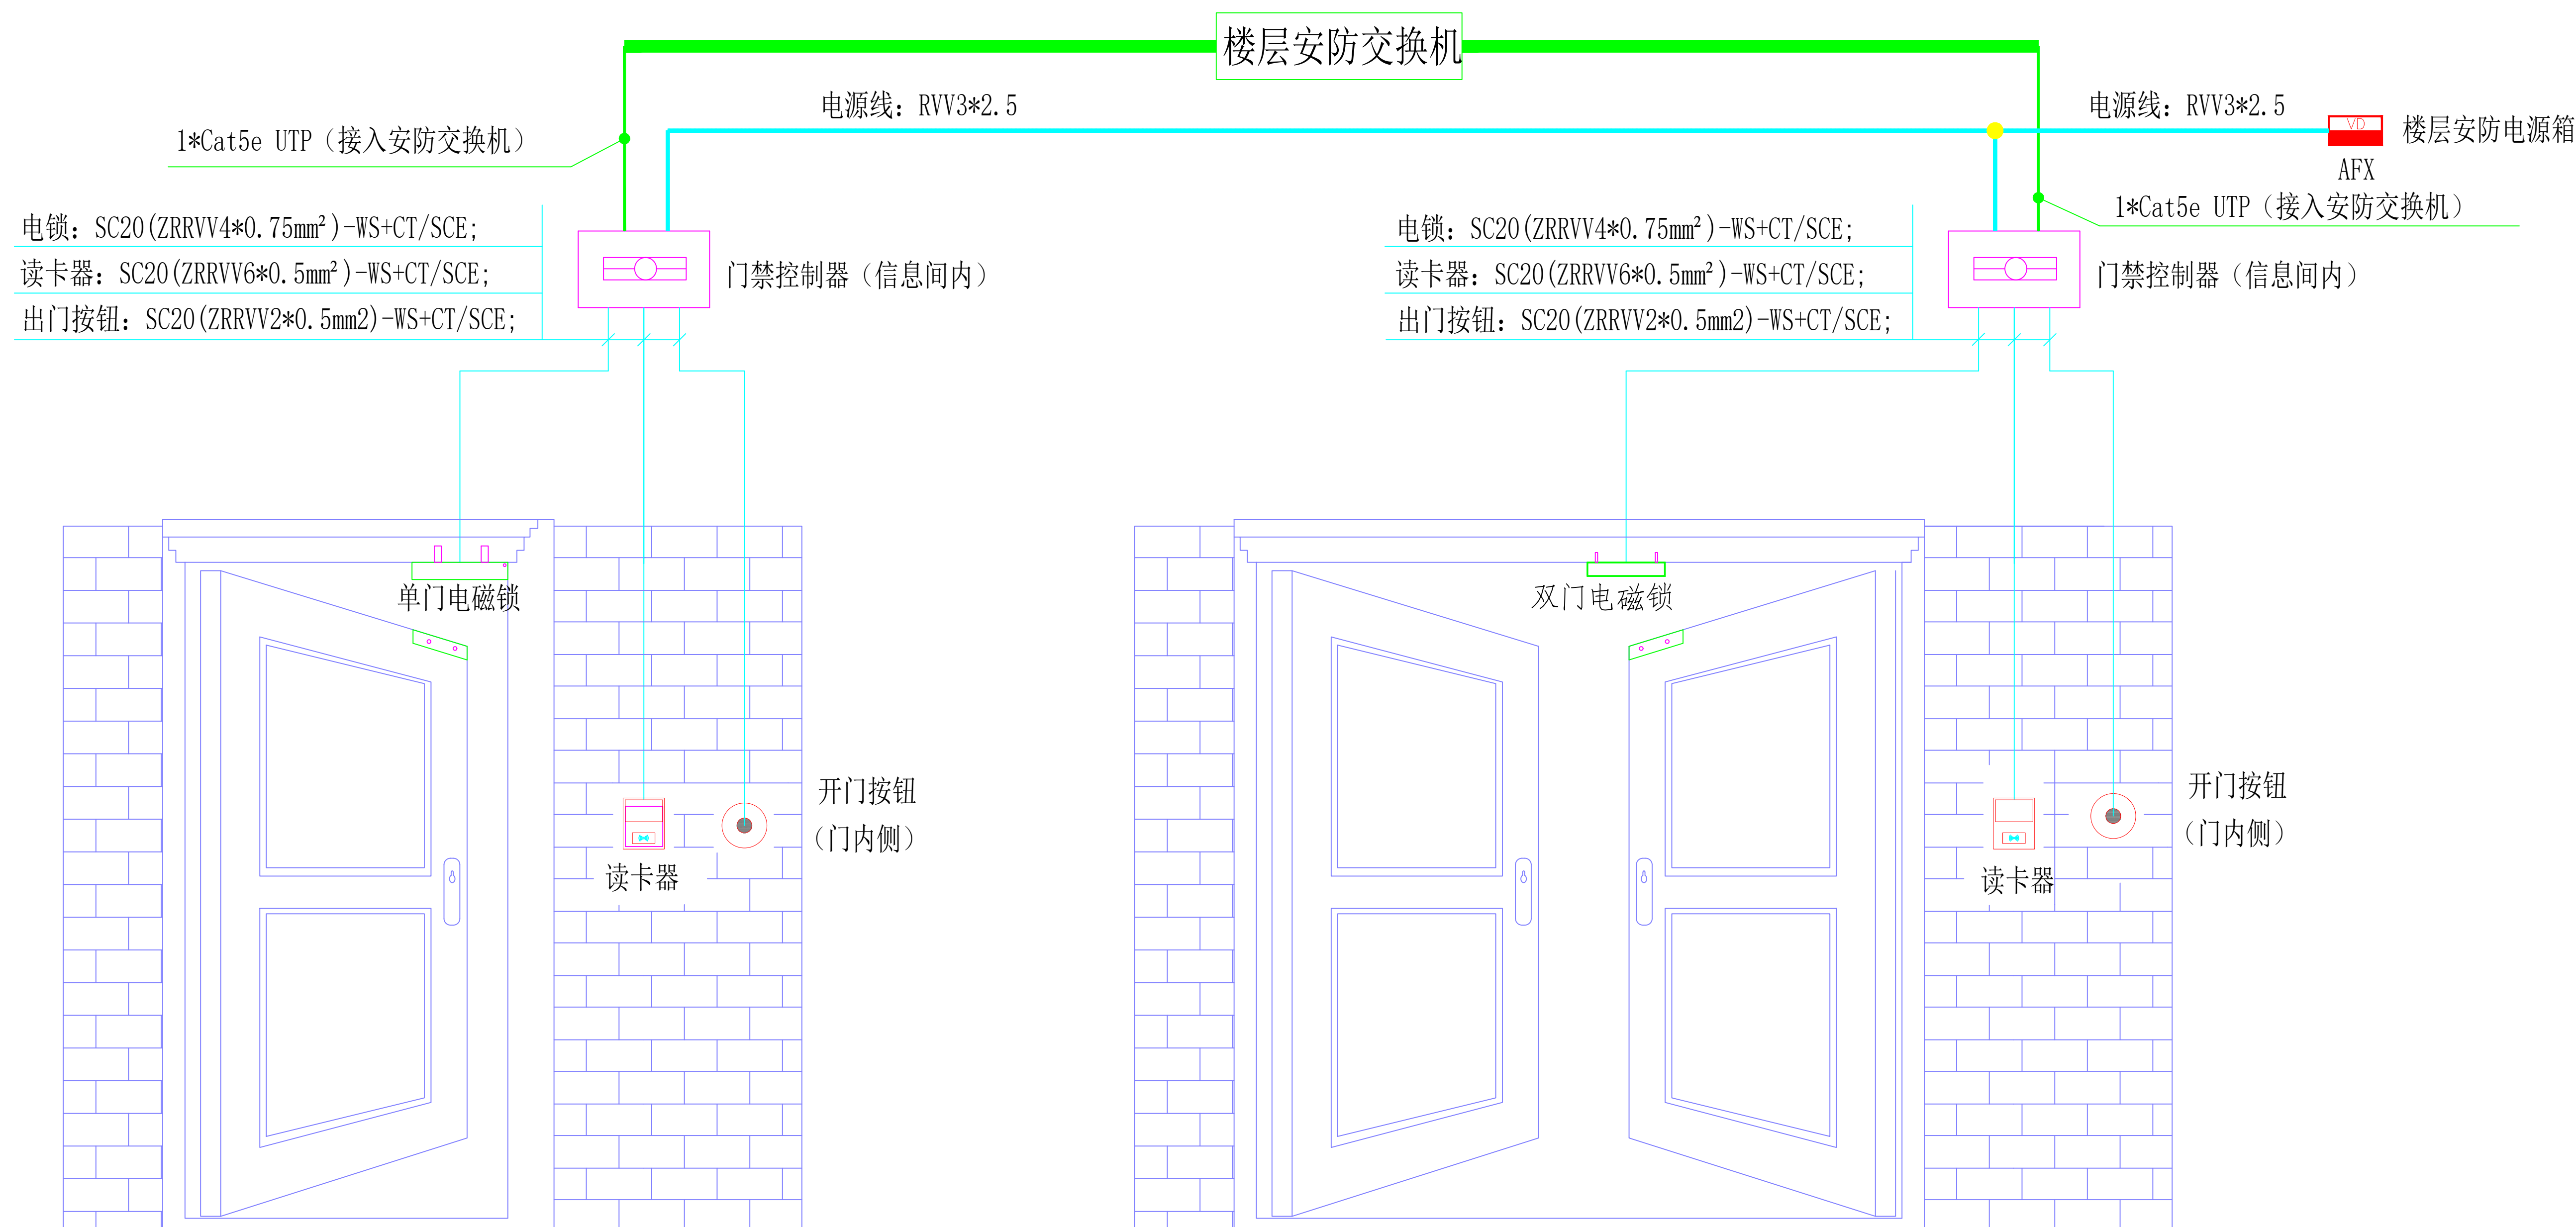 楼层安防交换机
电源线：RVV3*2.5
电源线：RVV3*2.5
VD
楼层安防电源箱
AFX
1*Cat5e UTP（接入安防交换机）
1*Cat5e UTP（接入安防交换机）
电锁：SC20(ZRRVV4*0.75mm²)-WS+CT/SCE;
读卡器：SC20(ZRRVV6*0.5mm²)-WS+CT/SCE;
出门按钮：SC20(ZRRVV2*0.5mm2)-WS+CT/SCE;
门禁控制器（信息间内）
电锁：SC20(ZRRVV4*0.75mm²)-WS+CT/SCE;
读卡器：SC20(ZRRVV6*0.5mm²)-WS+CT/SCE;
出门按钮：SC20(ZRRVV2*0.5mm2)-WS+CT/SCE;
门禁控制器（信息间内）
单门电磁锁
双门电磁锁
开门按钮
（门内侧）
读卡器
开门按钮
（门内侧）
读卡器